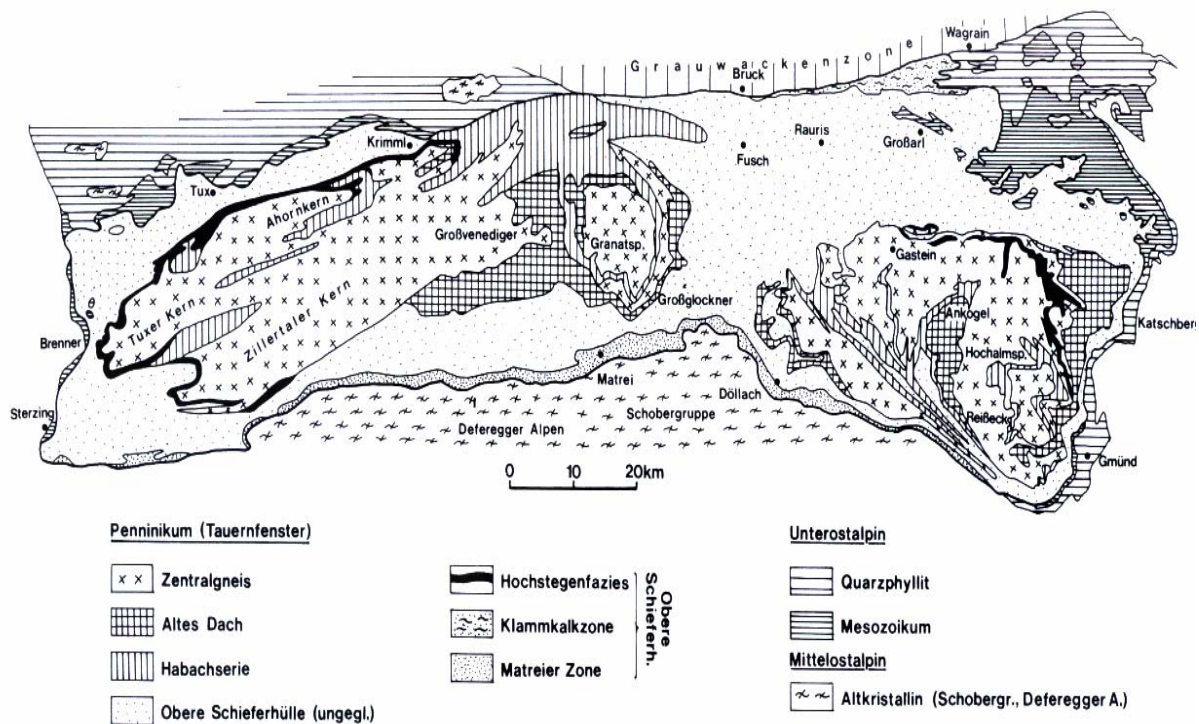 Wagrain
Grauwackenzone
Bruck
Krimml
Rauris
Großarl
Fusch
Tux
Ahornkern
Großvenediger
Granatsp.
Gastein
Großglockner
Tuxer Kern
Zillertaler Kern
Ankogel
Katschberg
Brenner
Hochalmsp.
Matrei
Döllach
Reißeck
Sterzing
Schobergruppe
Deferegger Alpen
Gmünd
0 10 20km
Penninikum (Tauernfenster)
Zentralgneis
Altes Dach
Habachserie
Obere Schieferhülle (ungegl.)
Hochstegenfazies
Klammkalkzone
Matreier Zone
Obere
Schieferh.
Unterostalpin
Quarzphyllit
Mesozoikum
Mittelostalpin
Altkristallin (Schobergr., Deferegger A.)